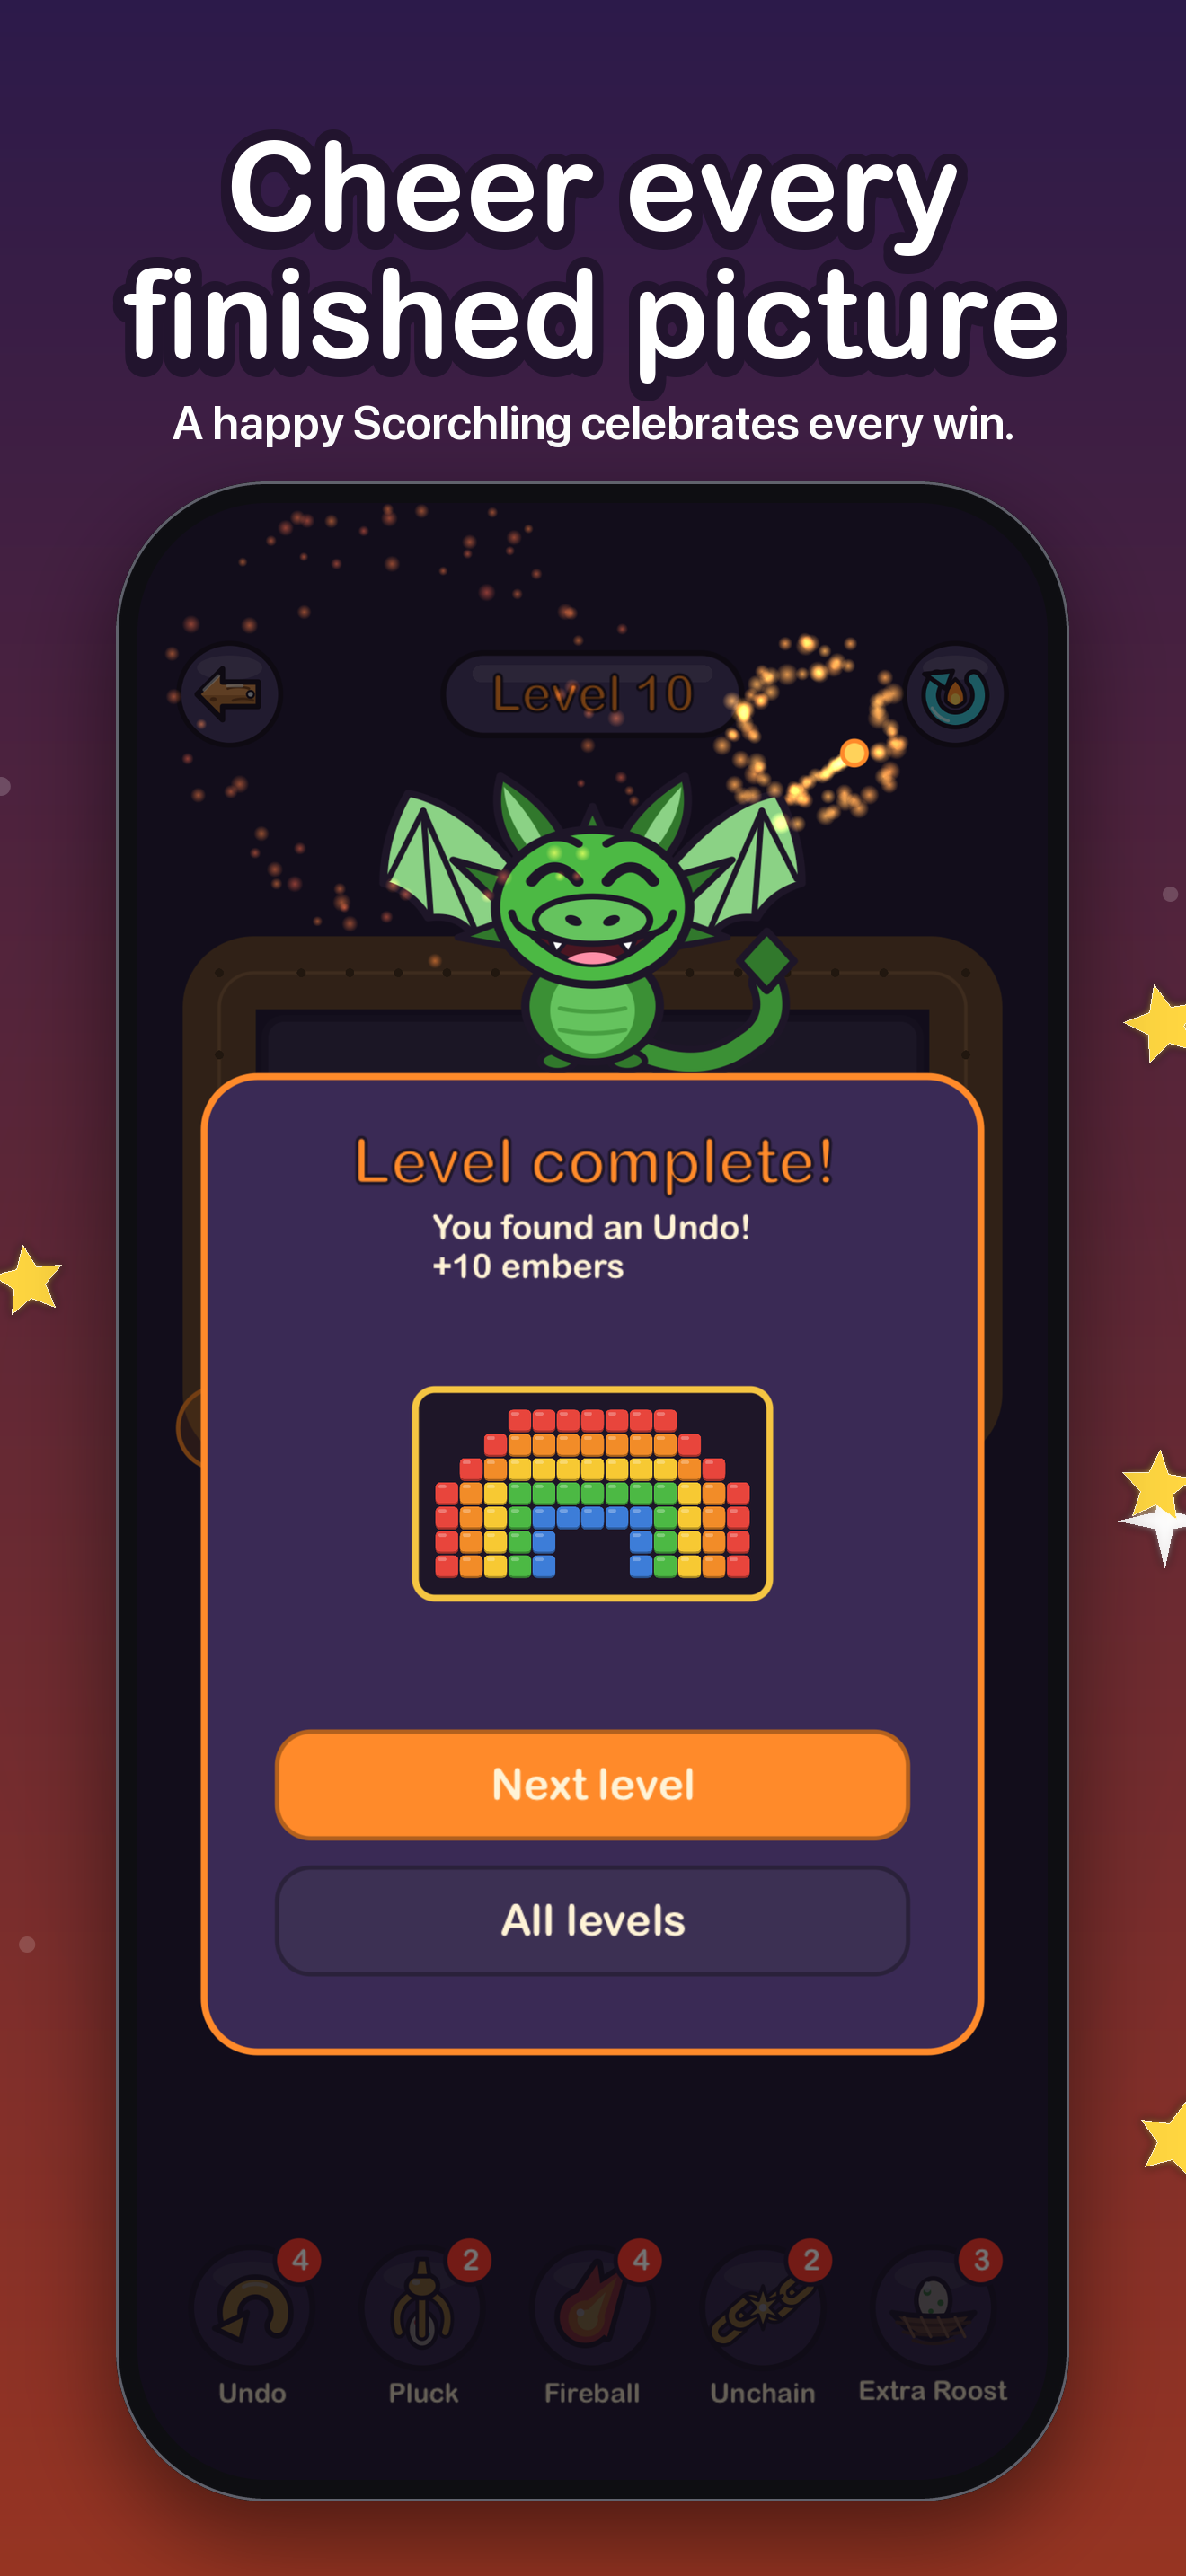 Cheer every
finished picture
A happy Scorchling celebrates every win.
Level 10
Level complete!
You found an Undo!
+10 embers
Next level
All levels
4
2
4
2
3
Undo
Pluck
Fireball
Unchain
Extra Roost